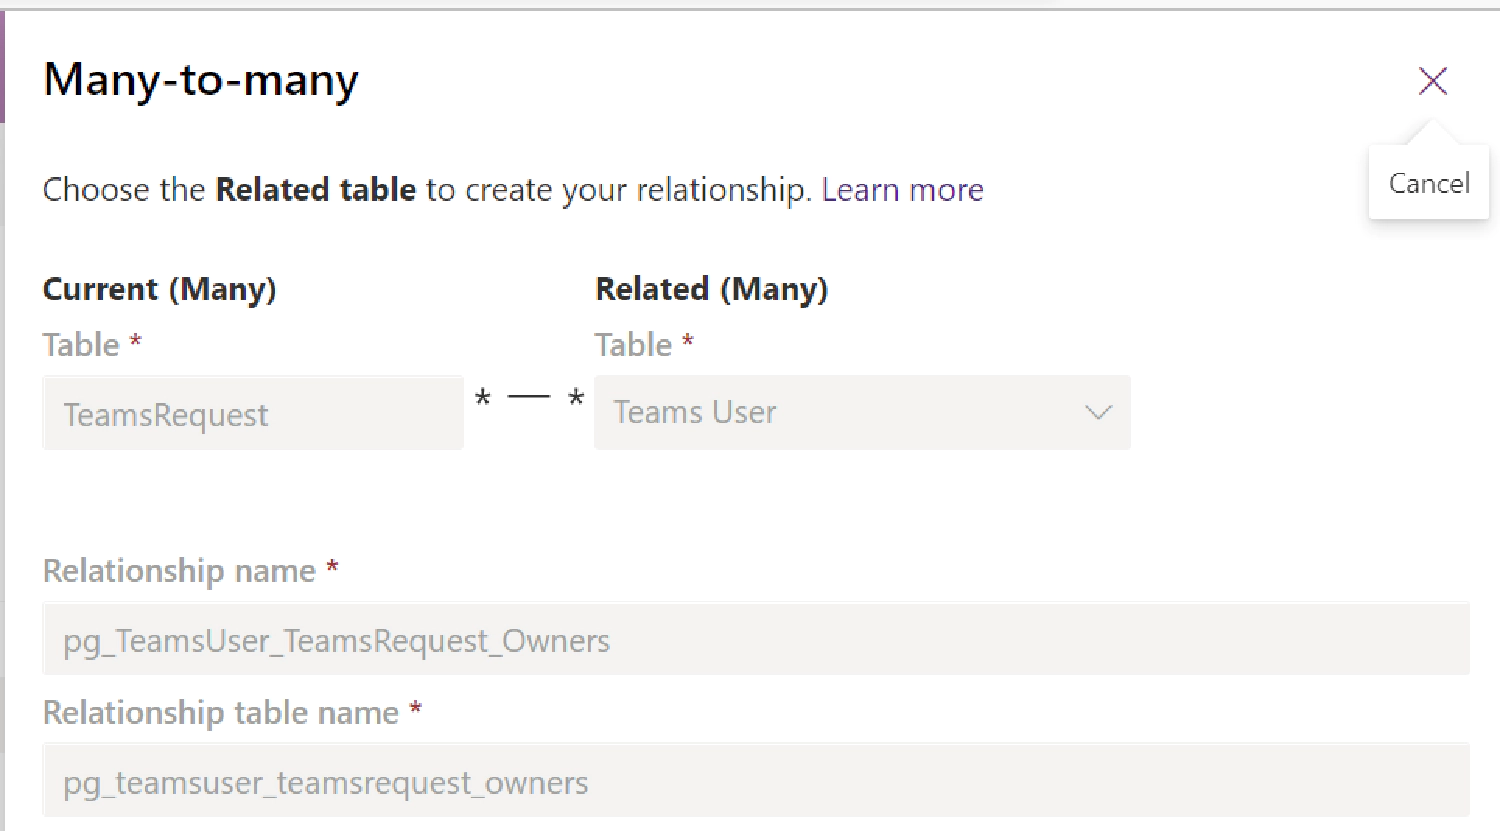 Many-to-many
Choose the Related table to create your relationship. Learn more
Cancel
Current (Many)
Related (Many)
Table *
Table *
TeamsRequest
* — *
Teams User
Relationship name *
pg_TeamsUser_TeamsRequest_Owners
Relationship table name *
pg_teamsuser_teamsrequest_owners